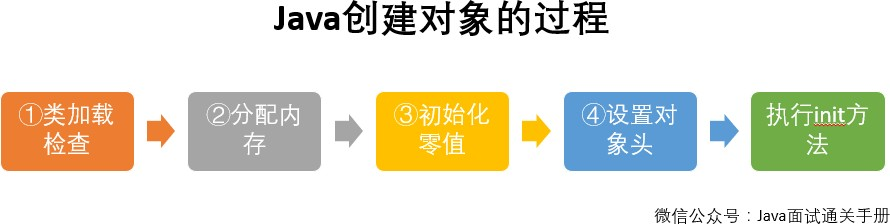 Java创建对象的过程
①类加载
检查
②分配内
存
③初始化
零值
④设置对
象头
执行init方
法
微信公众号：Java面试通关手册